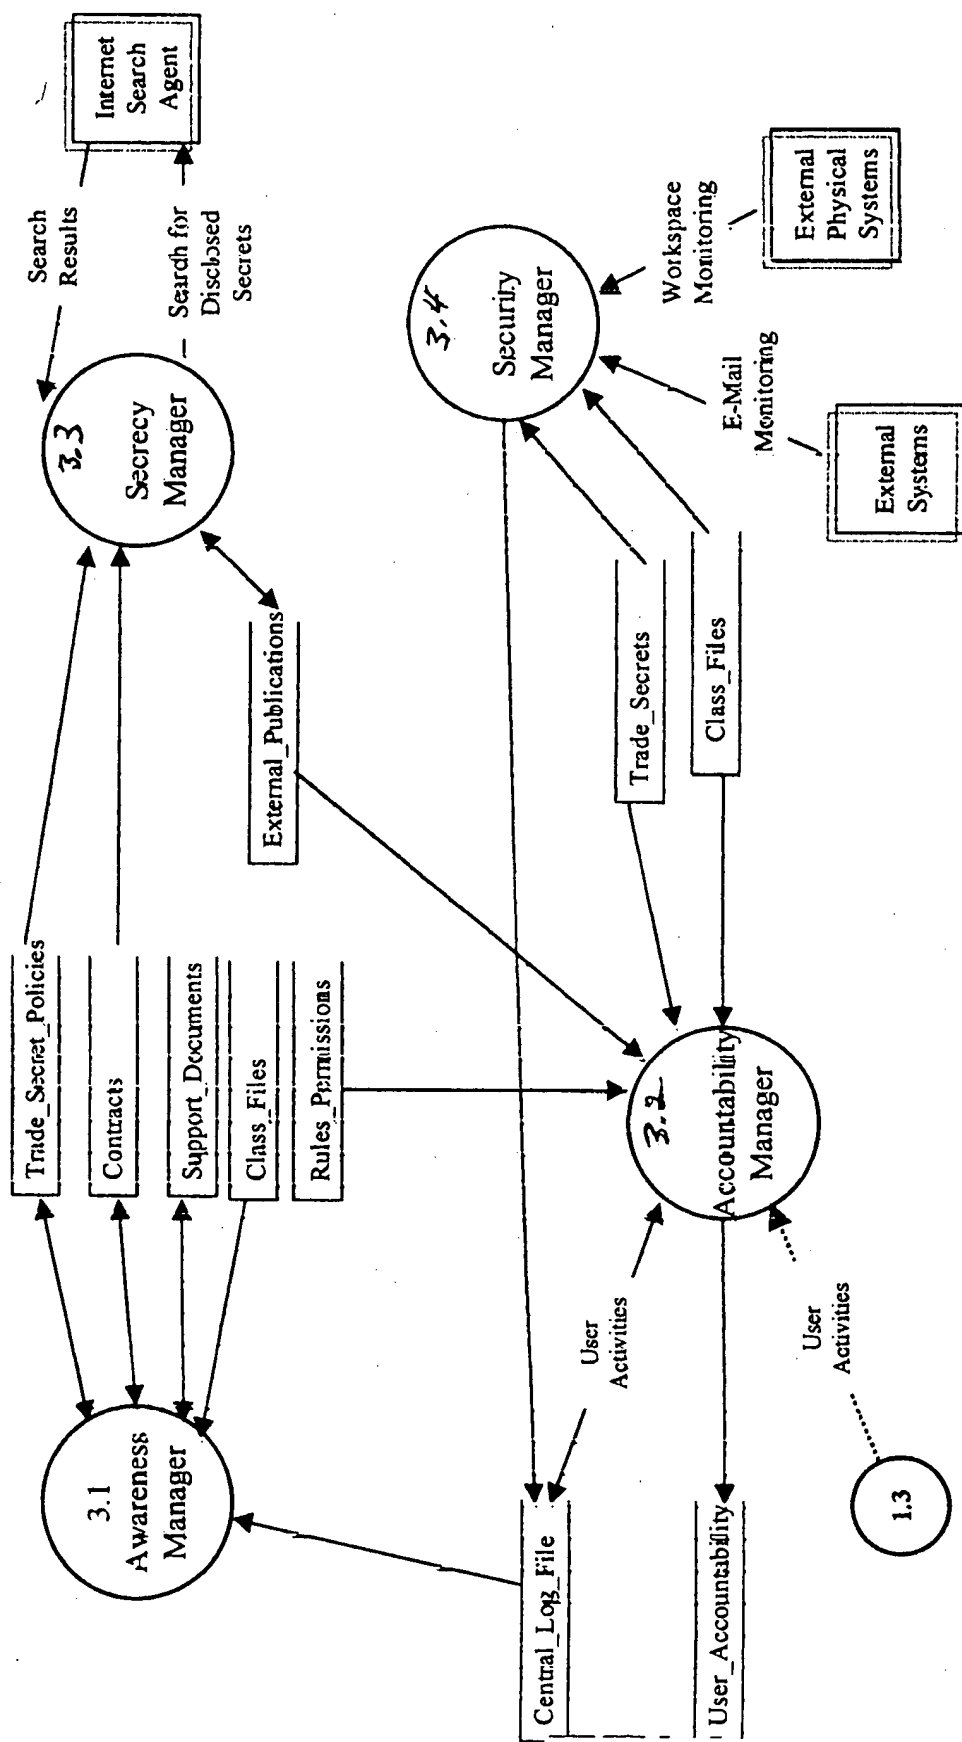 3.1
Awareness
Manager
Trade_Secret_Policies
Contracts
Support_Documents
Class_Files
Rules_Permissions
3.3
Secrecy
Manager
Search
Results
Search for
Disclosed
Secrets
Internet
Search
Agent
External_Publications
Central_Log_File
User
Activities
3.2
Accountability
Manager
User_Accountability
1.3
User
Activities
Trade_Secrets
Class_Files
3.4
Security
Manager
E-Mail
Monitoring
Workspace
Monitoring
External
Systems
External
Physical
Systems